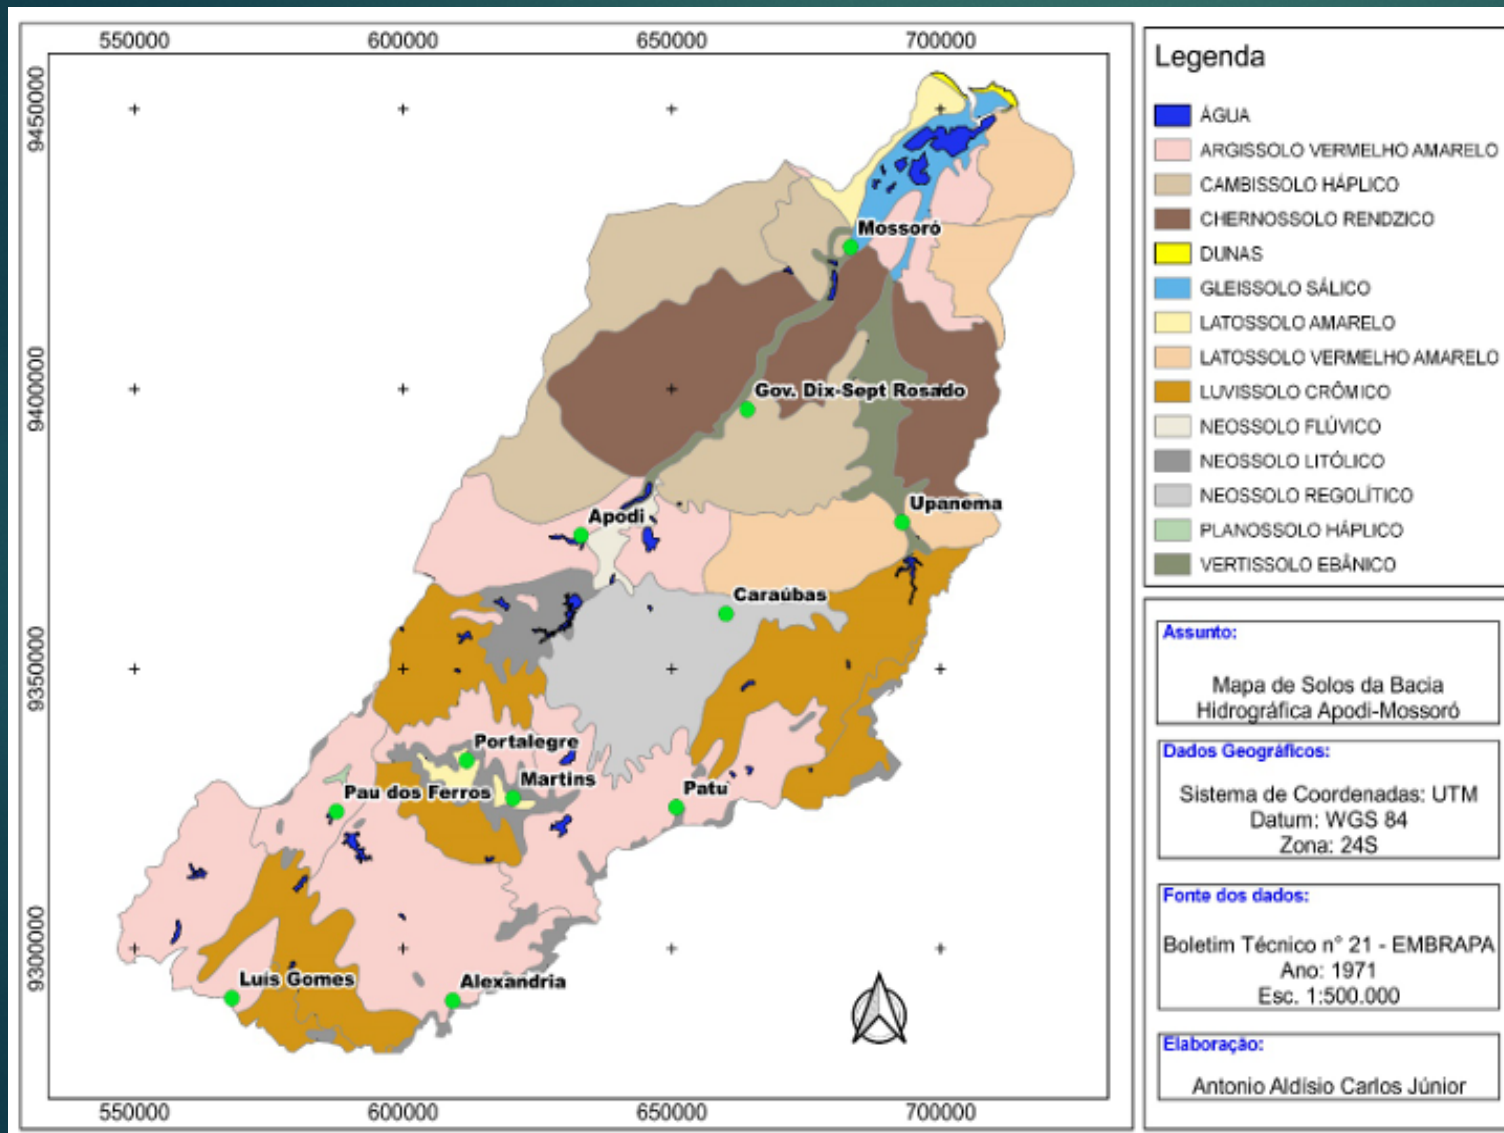 550000 600000 650000 700000
9450000
9400000
9350000
9300000
Mossoró
Gov. Dix-Sept Rosado
Upanema
Apodi
Caraúbas
Portalegre
Martins
Pau dos Ferros
Patu
Luís Gomes
Alexandria
550000 600000 650000 700000
Legenda
ÁGUA
ARGISSOLO VERMELHO AMARELO
CAMBISSOLO HÁPLICO
CHERNOSSOLO RENDZICO
DUNAS
GLEISSOLO SÁLICO
LATOSSOLO AMARELO
LATOSSOLO VERMELHO AMARELO
LUVISSOLO CRÔMICO
NEOSSOLO FLÚVICO
NEOSSOLO LITÓLICO
NEOSSOLO REGOLÍTICO
PLANOSSOLO HÁPLICO
VERTISSOLO EBÂNICO
Assunto:
Mapa de Solos da Bacia
Hidrográfica Apodi-Mossoró
Dados Geográficos:
Sistema de Coordenadas: UTM
Datum: WGS 84
Zona: 24S
Fonte dos dados:
Boletim Técnico n° 21 - EMBRAPA
Ano: 1971
Esc. 1:500.000
Elaboração:
Antonio Aldísio Carlos Júnior